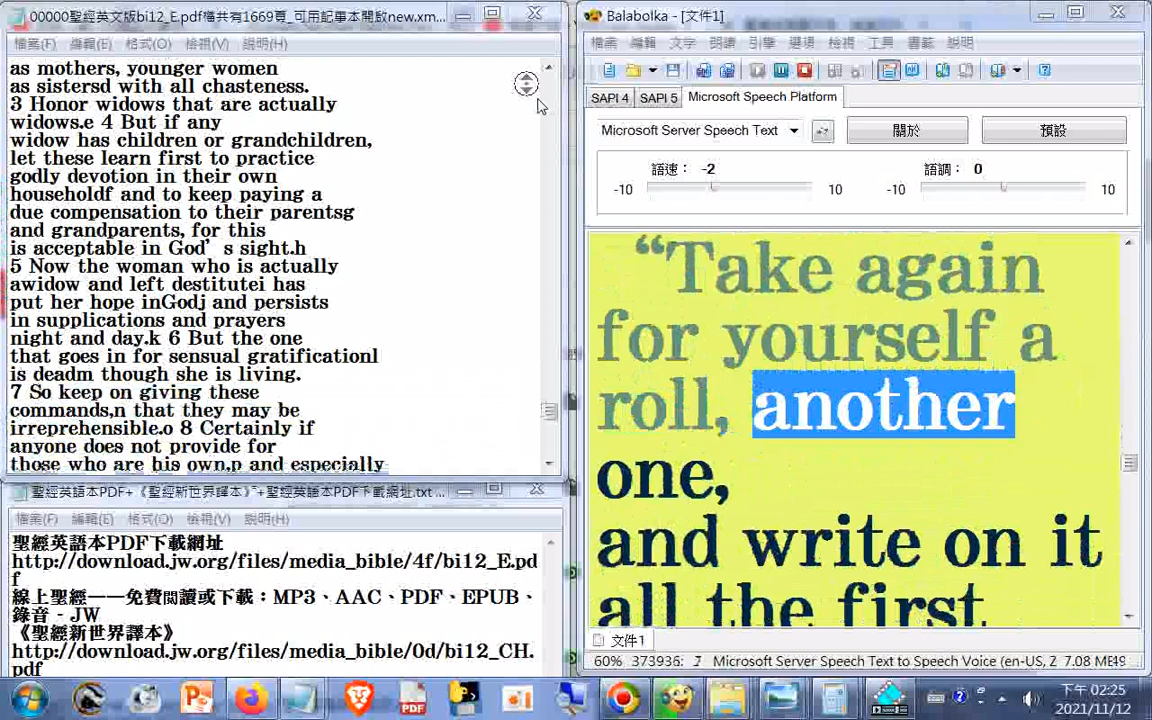 00000聖經英文版bi12_E.pdf檔共有1669頁_可用記事本開啟new.xm...
檔案(F) 編輯(E) 格式(O) 檢視(V) 說明(H)
as mothers, younger women
as sistersd with all chasteness.
3 Honor widows that are actually
widows.e 4 But if any
widow has children or grandchildren,
let these learn first to practice
godly devotion in their own
householdf and to keep paying a
due compensation to their parentsg
and grandparents, for this
is acceptable in God’s sight.h
5 Now the woman who is actually
awidow and left destitutei has
put her hope inGodj and persists
in supplications and prayers
night and day.k 6 But the one
that goes in for sensual gratificationl
is deadm though she is living.
7 So keep on giving these
commands,n that they may be
irreprehensible.o 8 Certainly if
anyone does not provide for
those who are his own,p and especially
聖經英語本PDF+《聖經新世界譯本》"+聖經英語本PDF下載網址.txt ...
檔案(F) 編輯(E) 格式(O) 檢視(V) 說明(H)
聖經英語本PDF下載網址
http://download.jw.org/files/media_bible/4f/bi12_E.pd
f
線上聖經——免費閱讀或下載：MP3、AAC、PDF、EPUB、
錄音 - JW
《聖經新世界譯本》
http://download.jw.org/files/media_bible/0d/bi12_CH.
pdf
Balabolka - [文件1]
檔案 編輯 文字 朗讀 引擎 選項 檢視 工具 書籤 說明
SAPI 4 SAPI 5 Microsoft Speech Platform
Microsoft Server Speech Text 關於 預設
語速： -2 語調： 0
-10 10 -10 10
“Take again
for yourself a
roll, another
one,
and write on it
all the first
文件1
60% 373936: Microsoft Server Speech Text to Speech Voice (en-US, 7.08 ME
下午 02:25
2021/11/12